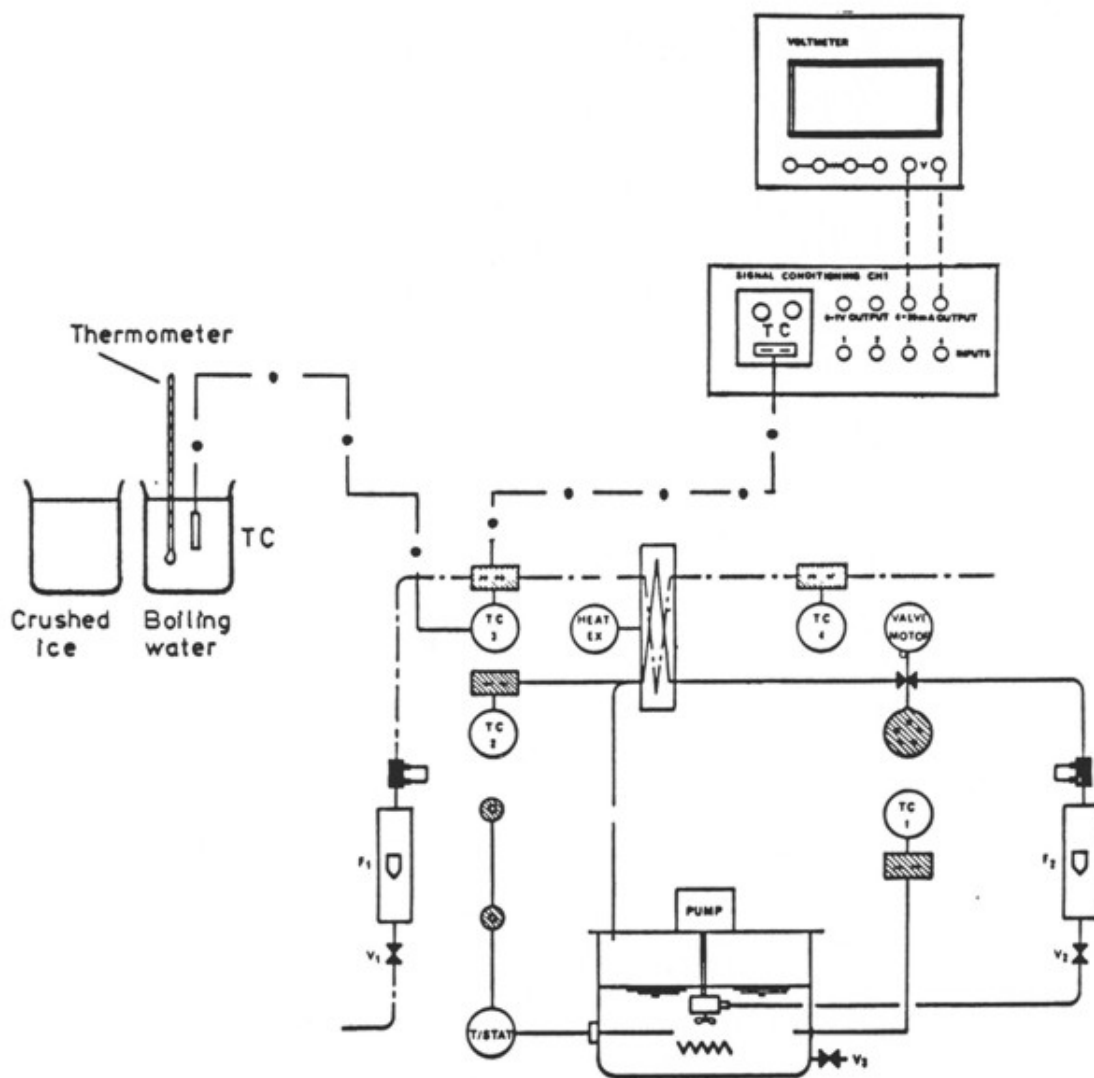 VOLTMETER
V
SIGNAL CONDITIONING CH1
TC
0-1V OUTPUT 4-20mA OUTPUT
1 2 3 4 INPUTS
Thermometer
TC
Crushed
ice
Boiling
water
TC
3
HEAT
EX
TC
4
VALVE
MOTOR
TC
2
TC
1
F1
F2
PUMP
V1
V2
T/STAT
V3